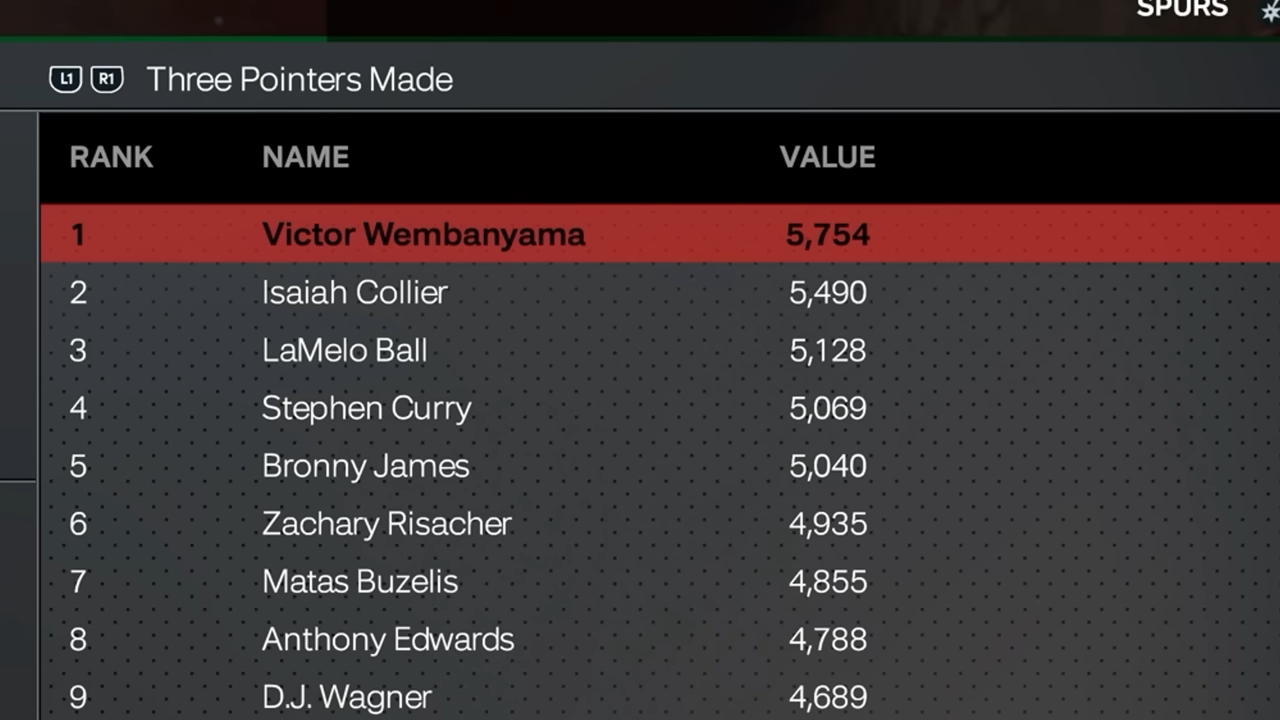 SPURS
L1 R1 Three Pointers Made
RANK NAME VALUE
1 Victor Wembanyama 5,754
2 Isaiah Collier 5,490
3 LaMelo Ball 5,128
4 Stephen Curry 5,069
5 Bronny James 5,040
6 Zachary Risacher 4,935
7 Matas Buzelis 4,855
8 Anthony Edwards 4,788
9 D.J. Wagner 4,689